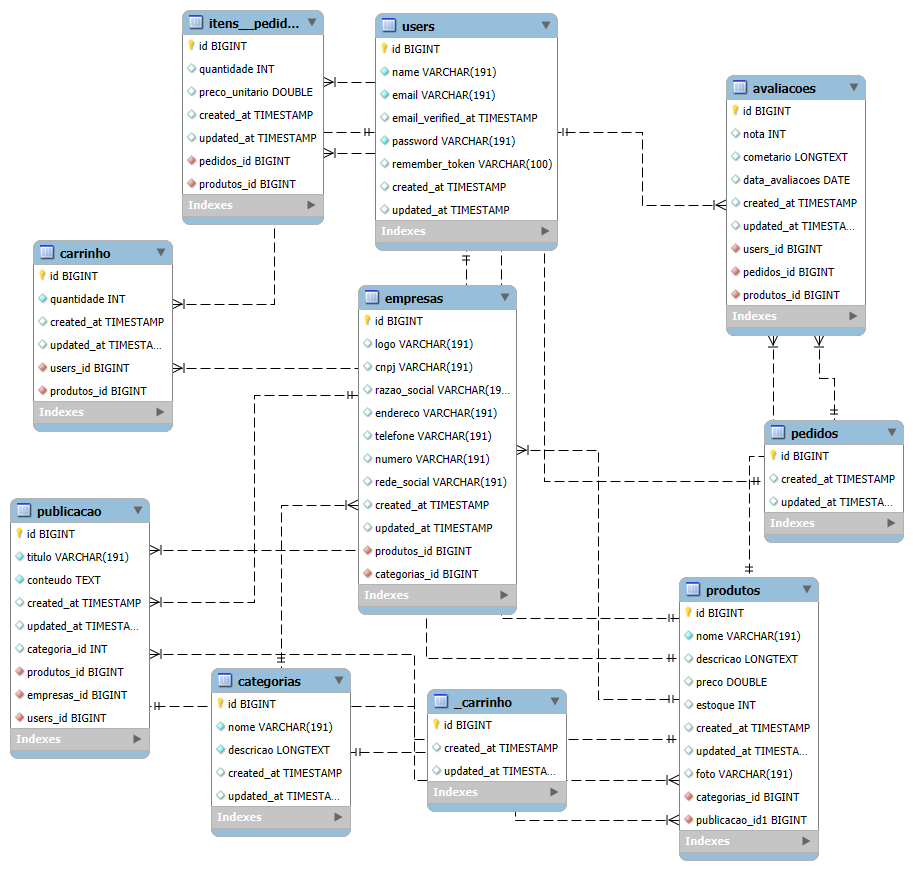 itens__pedid...
id BIGINT
quantidade INT
preco_unitario DOUBLE
created_at TIMESTAMP
updated_at TIMESTAMP
pedidos_id BIGINT
produtos_id BIGINT
Indexes
users
id BIGINT
name VARCHAR(191)
email VARCHAR(191)
email_verified_at TIMESTAMP
password VARCHAR(191)
remember_token VARCHAR(100)
created_at TIMESTAMP
updated_at TIMESTAMP
Indexes
avaliacoes
id BIGINT
nota INT
cometario LONGTEXT
data_avaliacoes DATE
created_at TIMESTAMP
updated_at TIMESTA...
users_id BIGINT
pedidos_id BIGINT
produtos_id BIGINT
Indexes
carrinho
id BIGINT
quantidade INT
created_at TIMESTAMP
updated_at TIMESTA...
users_id BIGINT
produtos_id BIGINT
Indexes
empresas
id BIGINT
logo VARCHAR(191)
cnpj VARCHAR(191)
razao_social VARCHAR(19...
endereco VARCHAR(191)
telefone VARCHAR(191)
numero VARCHAR(191)
rede_social VARCHAR(191)
created_at TIMESTAMP
updated_at TIMESTAMP
produtos_id BIGINT
categorias_id BIGINT
Indexes
pedidos
id BIGINT
created_at TIMESTAMP
updated_at TIMESTA...
Indexes
publicacao
id BIGINT
titulo VARCHAR(191)
conteudo TEXT
created_at TIMESTAMP
updated_at TIMESTA...
categoria_id INT
produtos_id BIGINT
empresas_id BIGINT
users_id BIGINT
Indexes
categorias
id BIGINT
nome VARCHAR(191)
descricao LONGTEXT
created_at TIMESTAMP
updated_at TIMESTA...
Indexes
_carrinho
id BIGINT
created_at TIMESTAMP
updated_at TIMESTA...
Indexes
produtos
id BIGINT
nome VARCHAR(191)
descricao LONGTEXT
preco DOUBLE
estoque INT
created_at TIMESTAMP
updated_at TIMESTA...
foto VARCHAR(191)
categorias_id BIGINT
publicacao_id1 BIGINT
Indexes